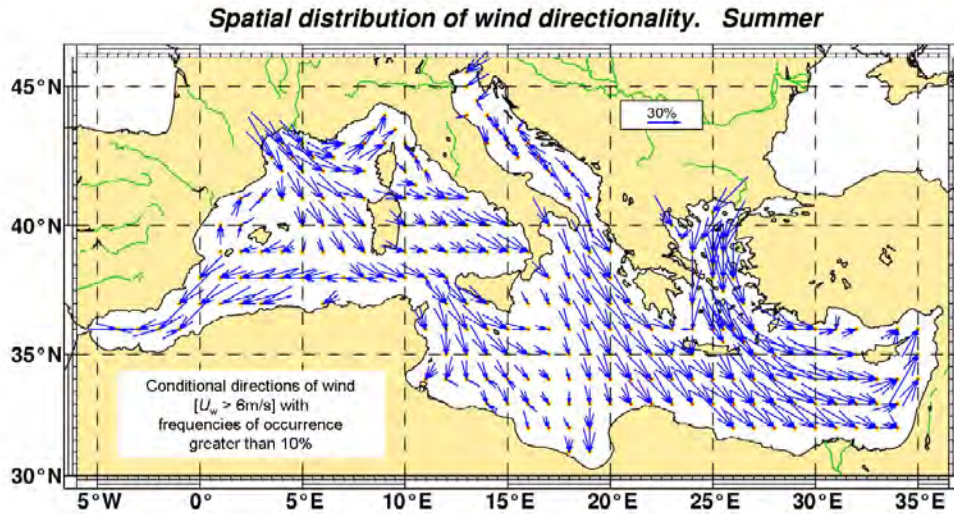 Spatial distribution of wind directionality. Summer
45°N
40°N
35°N
30°N
30%
Conditional directions of wind
[Uw > 6m/s] with
frequencies of occurrence
greater than 10%
5°W 0° 5°E 10°E 15°E 20°E 25°E 30°E 35°E